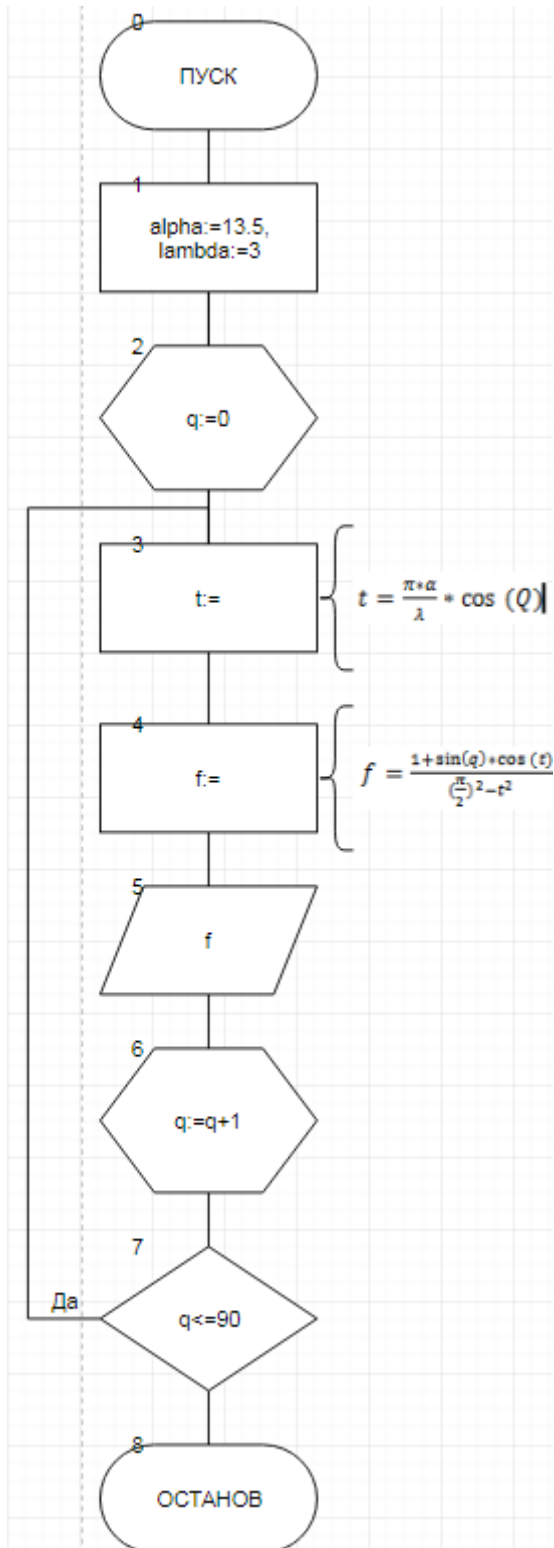 0
ПУСК
1
alpha:=13.5,
lambda:=3
2
q:=0
3
t:=
t = π*α/λ * cos (Q)
4
f:=
f = 1+sin(q)*cos (t)/(π/2)²−t²
5
f
6
q:=q+1
7
Да
q<=90
8
ОСТАНОВ